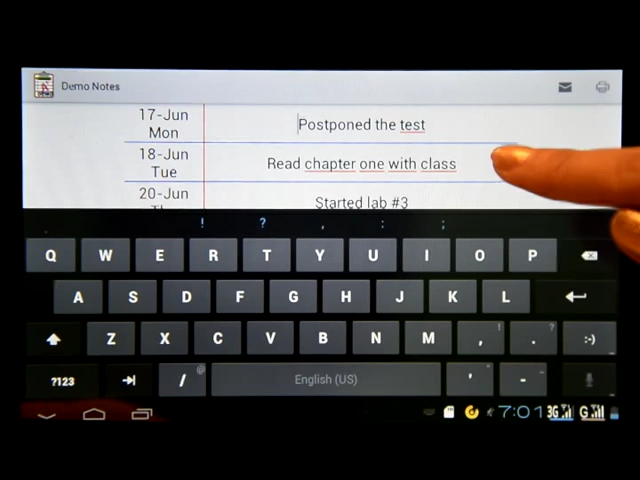 Demo Notes
17-Jun
Mon
Postponed the test
18-Jun
Tue
Read chapter one with class
20-Jun
Started lab #3
. ! ? , : ;
Q W E R T Y U I O P
A S D F G H J K L
Z X C V B N M , ! . ? :-)
?123 / @ English (US) ' " - _
7:01 3G G